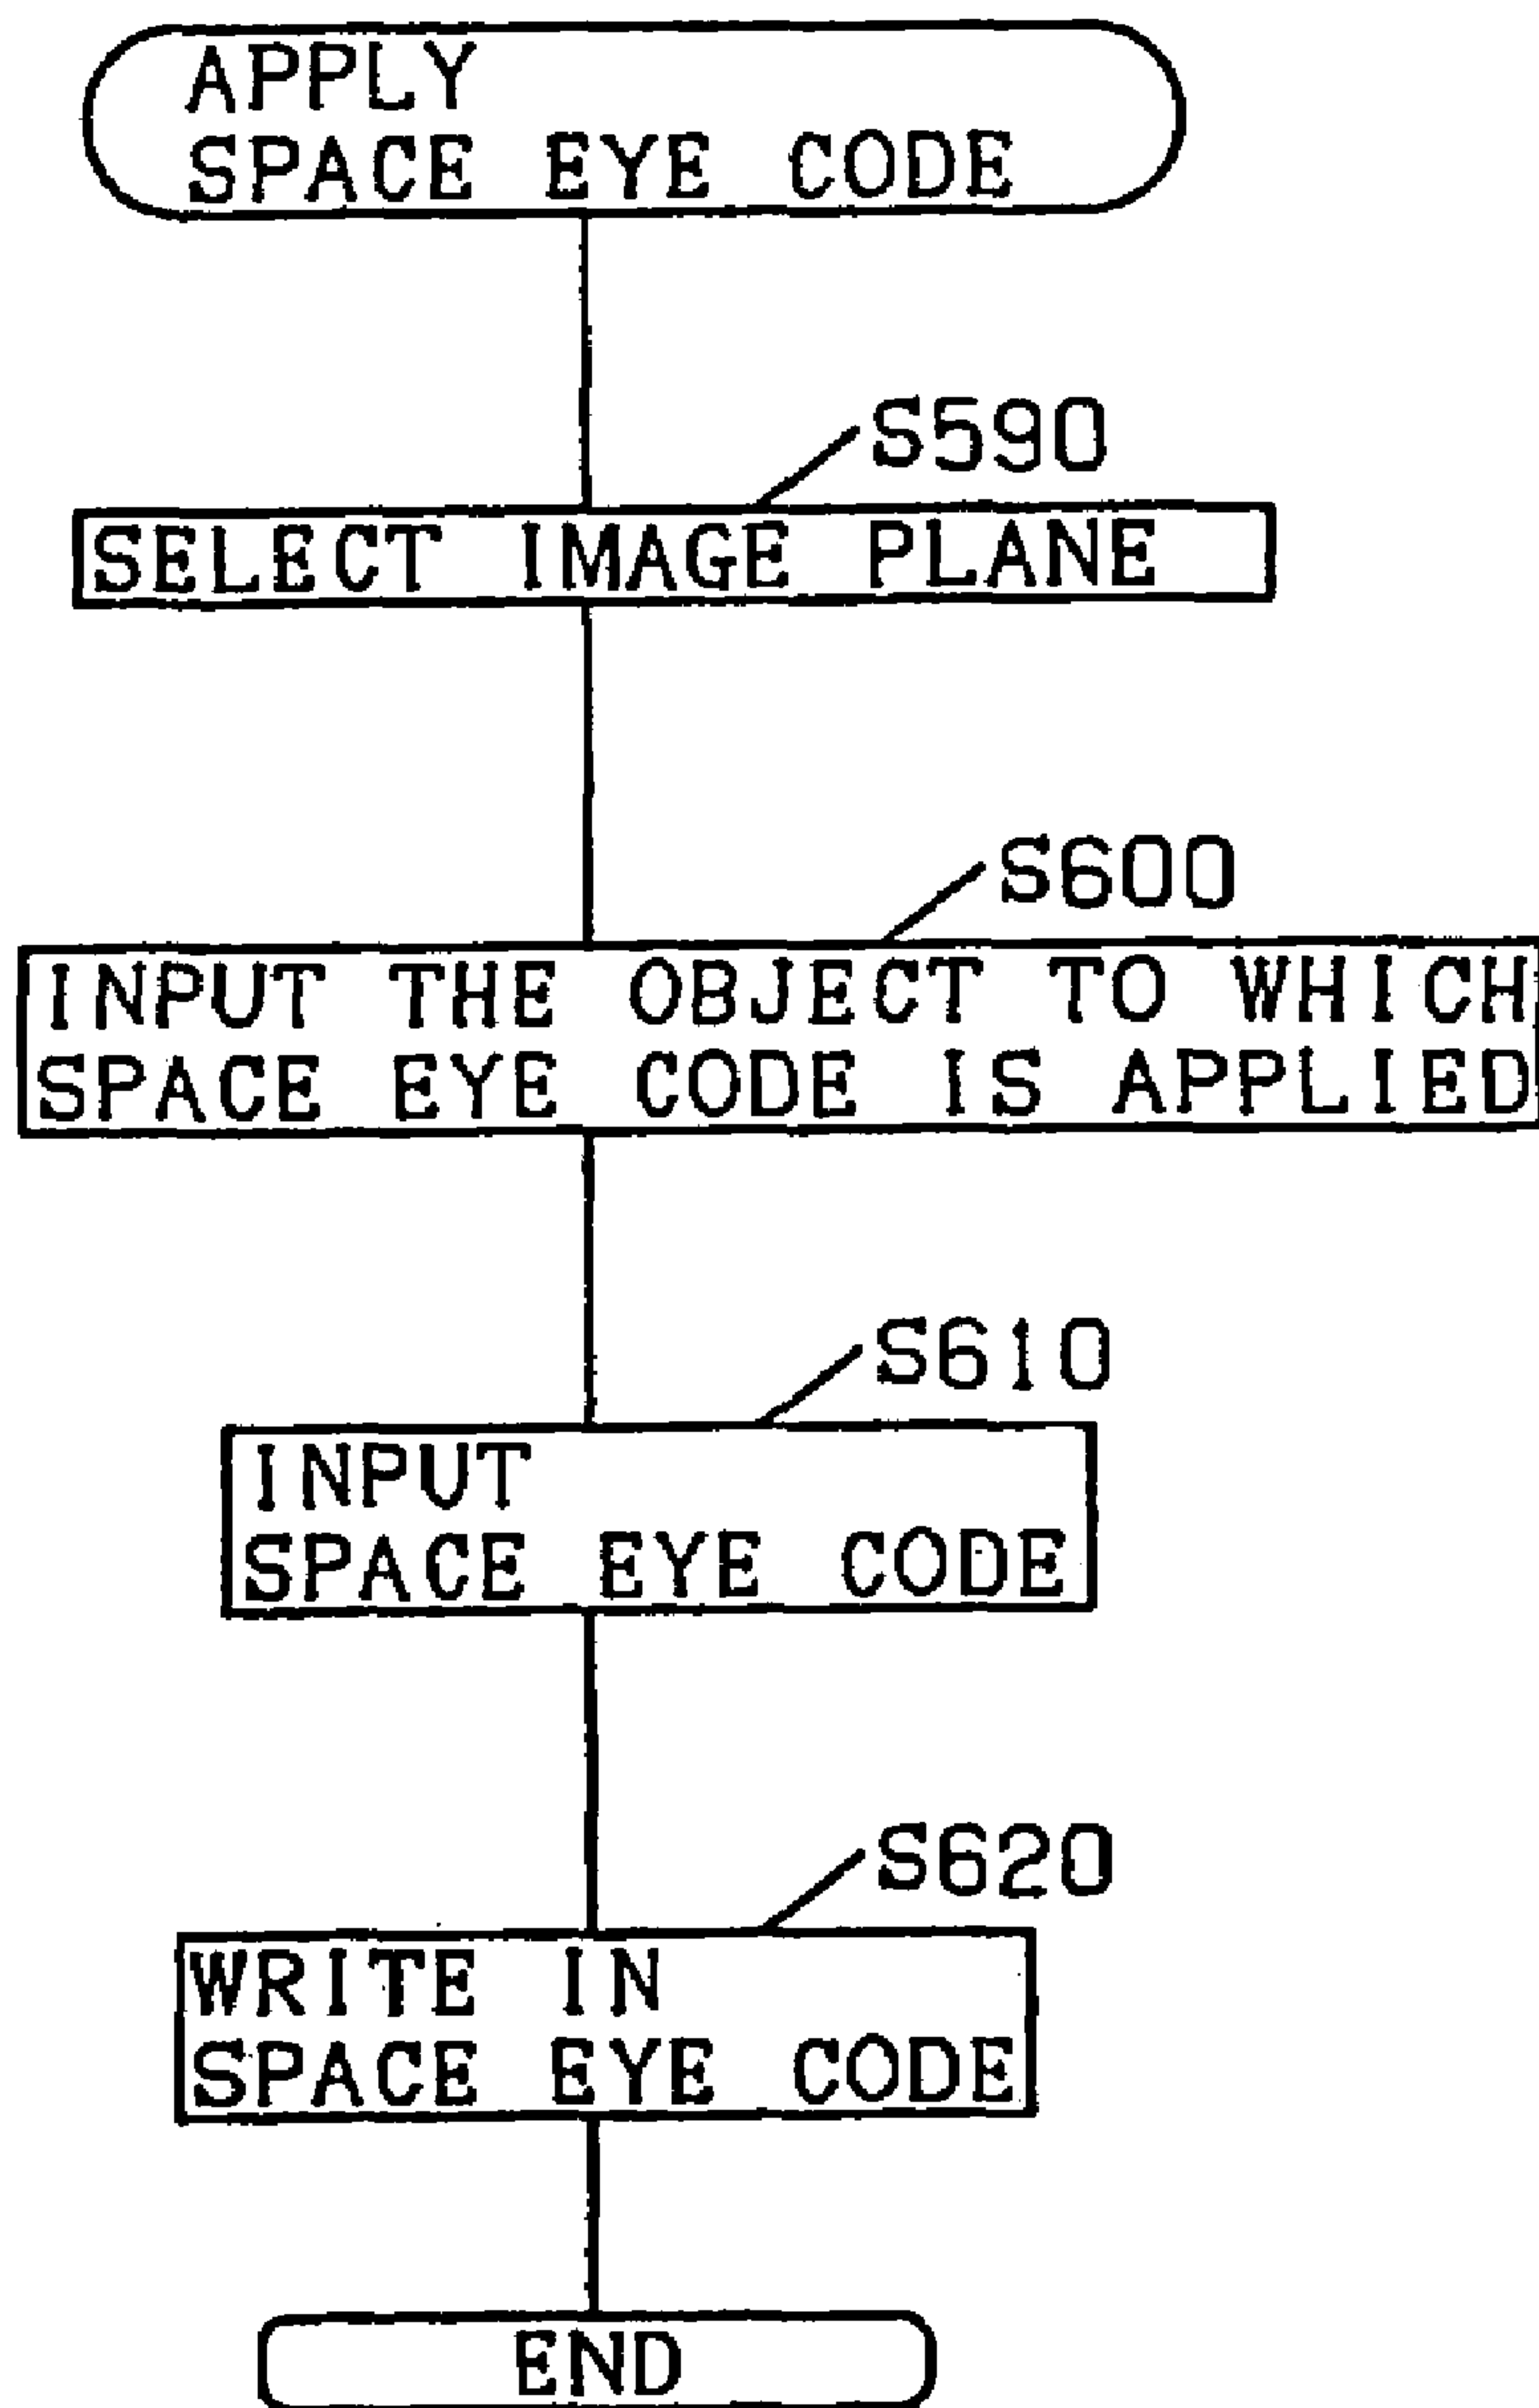 APPLY
SPACE EYE CODE
S590
SELECT IMAGE PLANE
S600
INPUT THE OBJECT TO WHICH
SPACE EYE CODE IS APPLIED
S610
INPUT
SPACE EYE CODE
S620
WRITE IN
SPACE EYE CODE
END